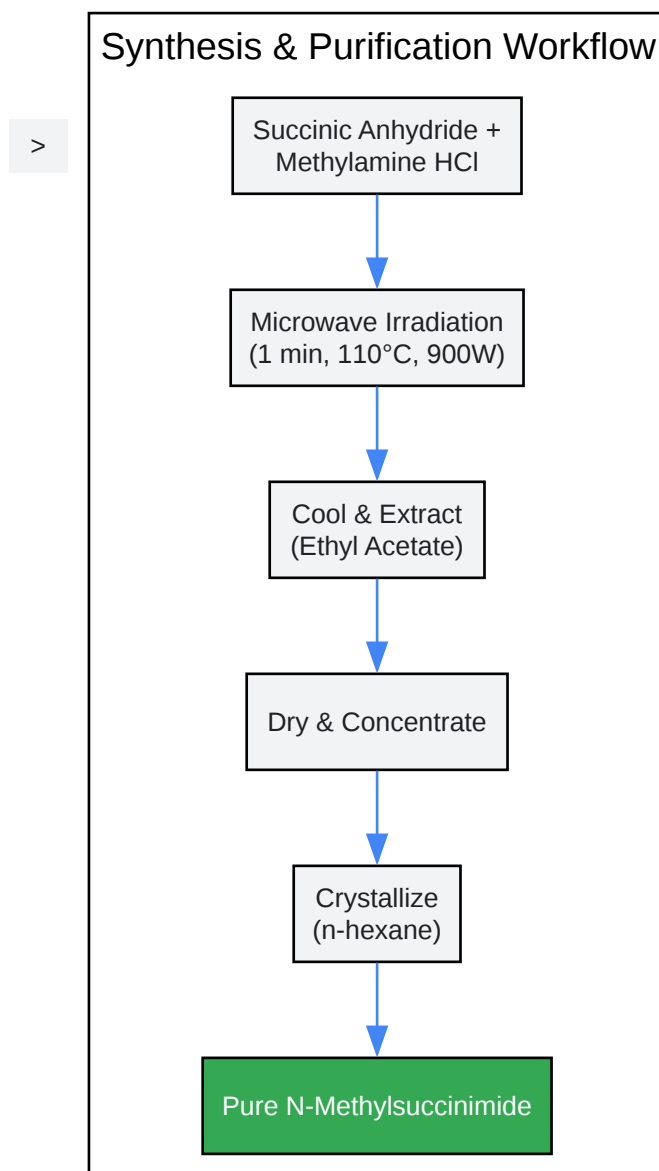 Synthesis & Purification Workflow
>
Succinic Anhydride +
Methylamine HCl
Microwave Irradiation
(1 min, 110°C, 900W)
Cool & Extract
(Ethyl Acetate)
Dry & Concentrate
Crystallize
(n-hexane)
Pure N-Methylsuccinimide